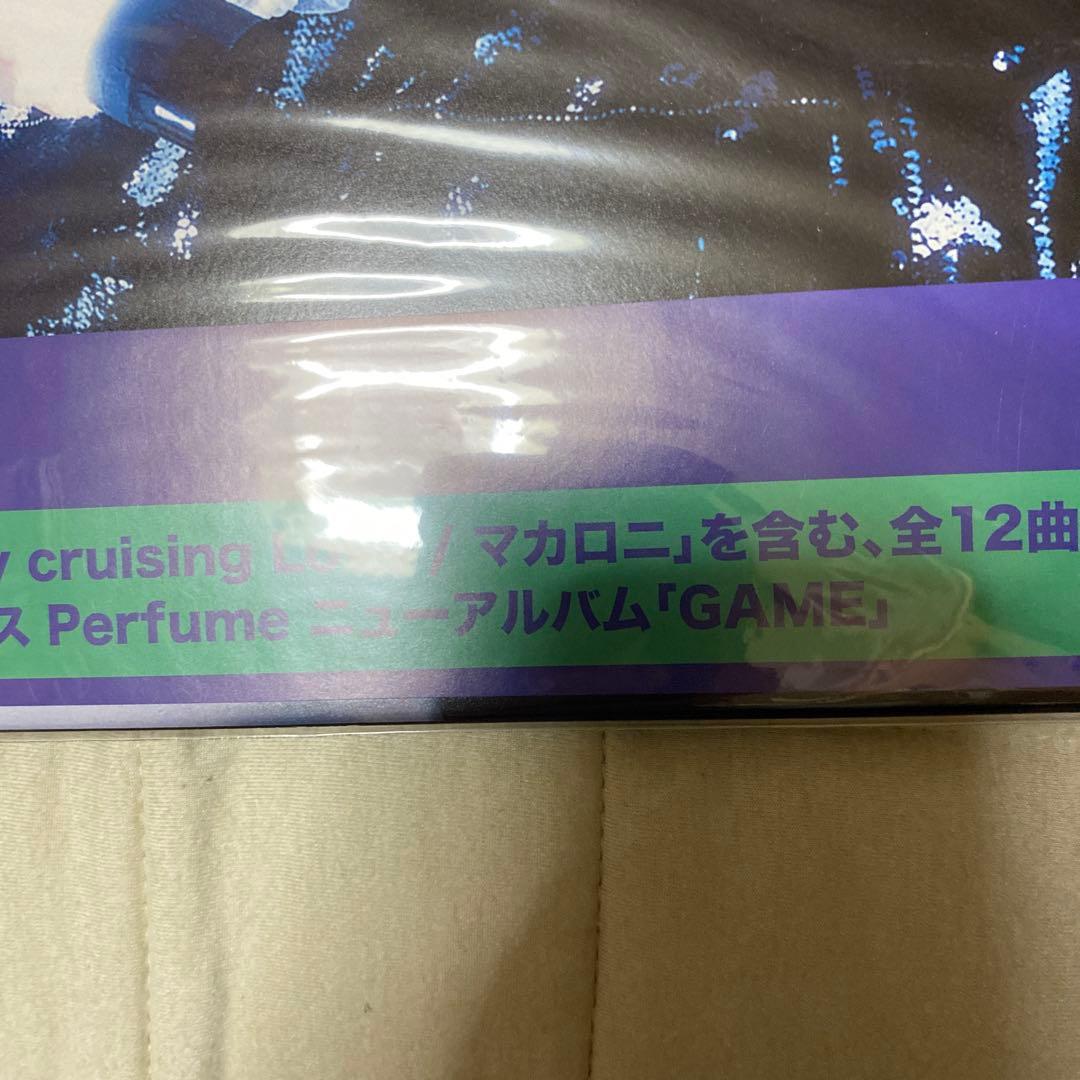 y cruising Love / マカロニ」を含む、全12曲
ス Perfume ニューアルバム「GAME」